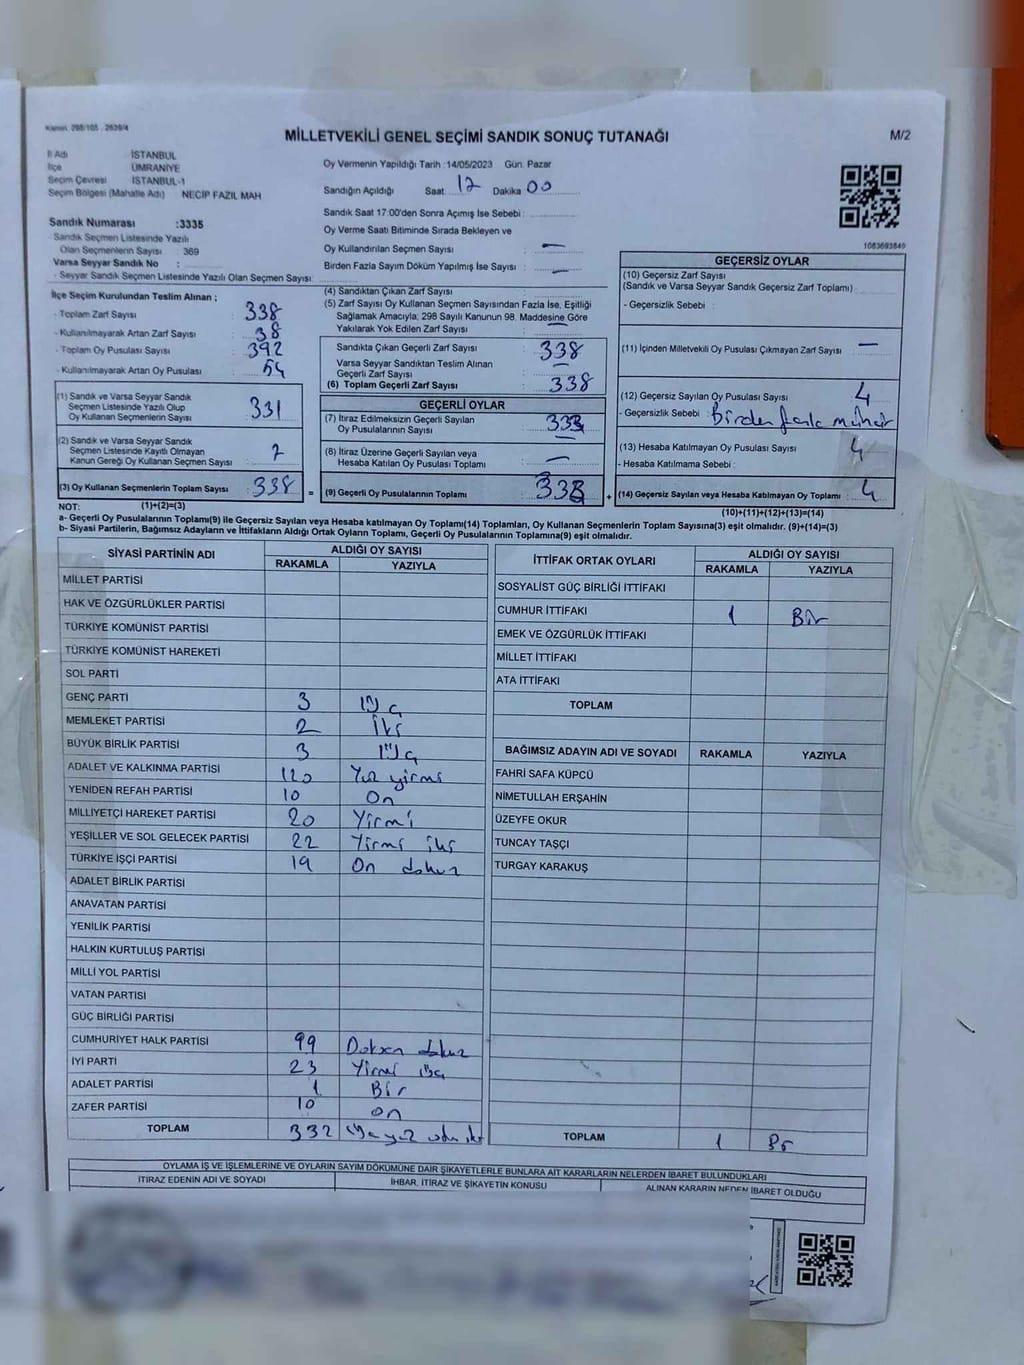 Kanun: 298/105 , 2839/4
MİLLETVEKİLİ GENEL SEÇİMİ SANDIK SONUÇ TUTANAĞI
M/2
İl Adı İSTANBUL
İlçe ÜMRANİYE
Seçim Çevresi İSTANBUL-1
Seçim Bölgesi (Mahalle Adı) NECİP FAZIL MAH
Oy Vermenin Yapıldığı Tarih :14/05/2023 Gün: Pazar
Sandığın Açıldığı Saat 17 Dakika 00
Sandık Saat 17:00'den Sonra Açımış İse Sebebi :
Oy Verme Saati Bitiminde Sırada Bekleyen ve
Oy Kullandırılan Seçmen Sayısı : —
Birden Fazla Sayım Döküm Yapılmış İse Sayısı : —
Sandık Numarası :3335
- Sandık Seçmen Listesinde Yazılı
Olan Seçmenlerin Sayısı : 369
Varsa Seyyar Sandık No :
- Seyyar Sandık Seçmen Listesinde Yazılı Olan Seçmen Sayısı:
1083693849
İlçe Seçim Kurulundan Teslim Alınan ;
- Toplam Zarf Sayısı : 338
- Kullanılmayarak Artan Zarf Sayısı : 38
- Toplam Oy Pusulası Sayısı : 392
- Kullanılmayarak Artan Oy Pusulası : 54
(1) Sandık ve Varsa Seyyar Sandık
Seçmen Listesinde Yazılı Olup
Oy Kullanan Seçmenlerin Sayısı : 331
(2) Sandık ve Varsa Seyyar Sandık
Seçmen Listesinde Kayıtlı Olmayan
Kanun Gereği Oy Kullanan Seçmen Sayısı : 7
(3) Oy Kullanan Seçmenlerin Toplam Sayısı : 338
(1)+(2)=(3)
(4) Sandıktan Çıkan Zarf Sayısı :
(5) Zarf Sayısı Oy Kullanan Seçmen Sayısından Fazla İse, Eşitliği
Sağlamak Amacıyla; 298 Sayılı Kanunun 98. Maddesine Göre
Yakılarak Yok Edilen Zarf Sayısı : —
Sandıkta Çıkan Geçerli Zarf Sayısı : 338
Varsa Seyyar Sandıktan Teslim Alınan
Geçerli Zarf Sayısı : —
(6) Toplam Geçerli Zarf Sayısı : 338
GEÇERLİ OYLAR
(7) İtiraz Edilmeksizin Geçerli Sayılan
Oy Pusulalarının Sayısı :
(8) İtiraz Üzerine Geçerli Sayılan veya
Hesaba Katılan Oy Pusulası Toplamı : —
= (9) Geçerli Oy Pusulalarının Toplamı : +
GEÇERSİZ OYLAR
(10) Geçersiz Zarf Sayısı
(Sandık ve Varsa Seyyar Sandık Geçersiz Zarf Toplamı) :
- Geçersizlik Sebebi :
(11) İçinden Milletvekili Oy Pusulası Çıkmayan Zarf Sayısı : —
(12) Geçersiz Sayılan Oy Pusulası Sayısı : 4
- Geçersizlik Sebebi : Birden fazla mühür
(13) Hesaba Katılmayan Oy Pusulası Sayısı : 4
- Hesaba Katılmama Sebebi :
(14) Geçersiz Sayılan veya Hesaba Katılmayan Oy Toplamı : 4
(10)+(11)+(12)+(13)=(14)
NOT:
a- Geçerli Oy Pusulalarının Toplamı(9) ile Geçersiz Sayılan veya Hesaba katılmayan Oy Toplamı(14) Toplamları, Oy Kullanan Seçmenlerin Toplam Sayısına(3) eşit olmalıdır. (9)+(14)=(3)
b- Siyasi Partilerin, Bağımsız Adayların ve İttifakların Aldığı Ortak Oyların Toplamı, Geçerli Oy Pusulalarının Toplamına(9) eşit olmalıdır.
SİYASİ PARTİNİN ADI ALDIĞI OY SAYISI
RAKAMLA YAZIYLA
MİLLET PARTİSİ
HAK VE ÖZGÜRLÜKLER PARTİSİ
TÜRKİYE KOMÜNİST PARTİSİ
TÜRKİYE KOMÜNİST HAREKETİ
SOL PARTİ
GENÇ PARTİ 3 Üç
MEMLEKET PARTİSİ 2 İki
BÜYÜK BİRLİK PARTİSİ 3 Üç
ADALET VE KALKINMA PARTİSİ 120 Yüz yirmi
YENİDEN REFAH PARTİSİ 10 On
MİLLİYETÇİ HAREKET PARTİSİ 20 Yirmi
YEŞİLLER VE SOL GELECEK PARTİSİ 22 Yirmi iki
TÜRKİYE İŞÇİ PARTİSİ 19 On dokuz
ADALET BİRLİK PARTİSİ
ANAVATAN PARTİSİ
YENİLİK PARTİSİ
HALKIN KURTULUŞ PARTİSİ
MİLLİ YOL PARTİSİ
VATAN PARTİSİ
GÜÇ BİRLİĞİ PARTİSİ
CUMHURİYET HALK PARTİSİ 99 Doksan dokuz
İYİ PARTİ 23 Yirmi üç
ADALET PARTİSİ 1 Bir
ZAFER PARTİSİ 10 on
TOPLAM 332 Üç yüz otuz iki
İTTİFAK ORTAK OYLARI ALDIĞI OY SAYISI
RAKAMLA YAZIYLA
SOSYALİST GÜÇ BİRLİĞİ İTTİFAKI
CUMHUR İTTİFAKI 1 Bir
EMEK VE ÖZGÜRLÜK İTTİFAKI
MİLLET İTTİFAKI
ATA İTTİFAKI
TOPLAM
BAĞIMSIZ ADAYIN ADI VE SOYADI RAKAMLA YAZIYLA
FAHRİ SAFA KÜPCÜ
NİMETULLAH ERŞAHİN
ÜZEYFE OKUR
TUNCAY TAŞÇI
TURGAY KARAKUŞ
TOPLAM 1 Bir
OYLAMA İŞ VE İŞLEMLERİNE VE OYLARIN SAYIM DÖKÜMÜNE DAİR ŞİKAYETLERLE BUNLARA AİT KARARLARIN NELERDEN İBARET BULUNDUKLARI
İTİRAZ EDENİN ADI VE SOYADI İHBAR, İTİRAZ VE ŞİKAYETİN KONUSU ALINAN KARARIN NEDEN İBARET OLDUĞU